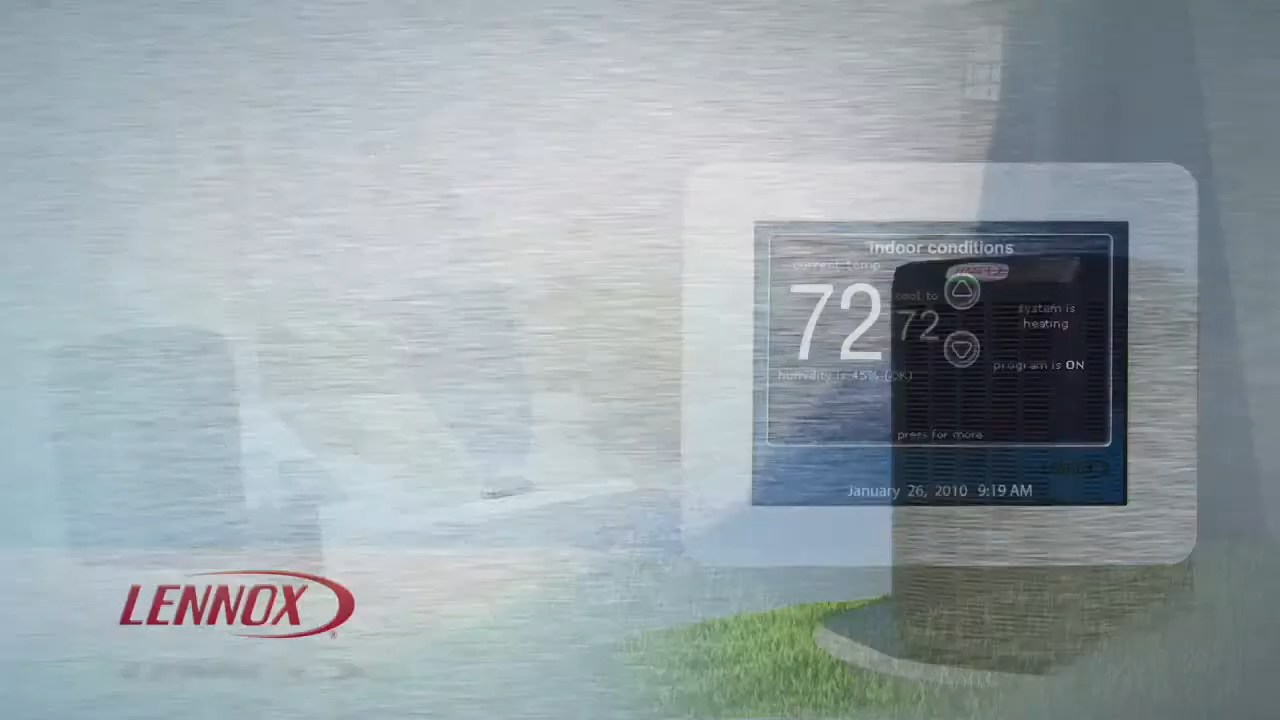 indoor conditions
current temp
72
cool to
72
system is
heating
program is ON
humidity is 45% (OK)
press for more
LENNOX
January 26, 2010 9:19 AM
LENNOX